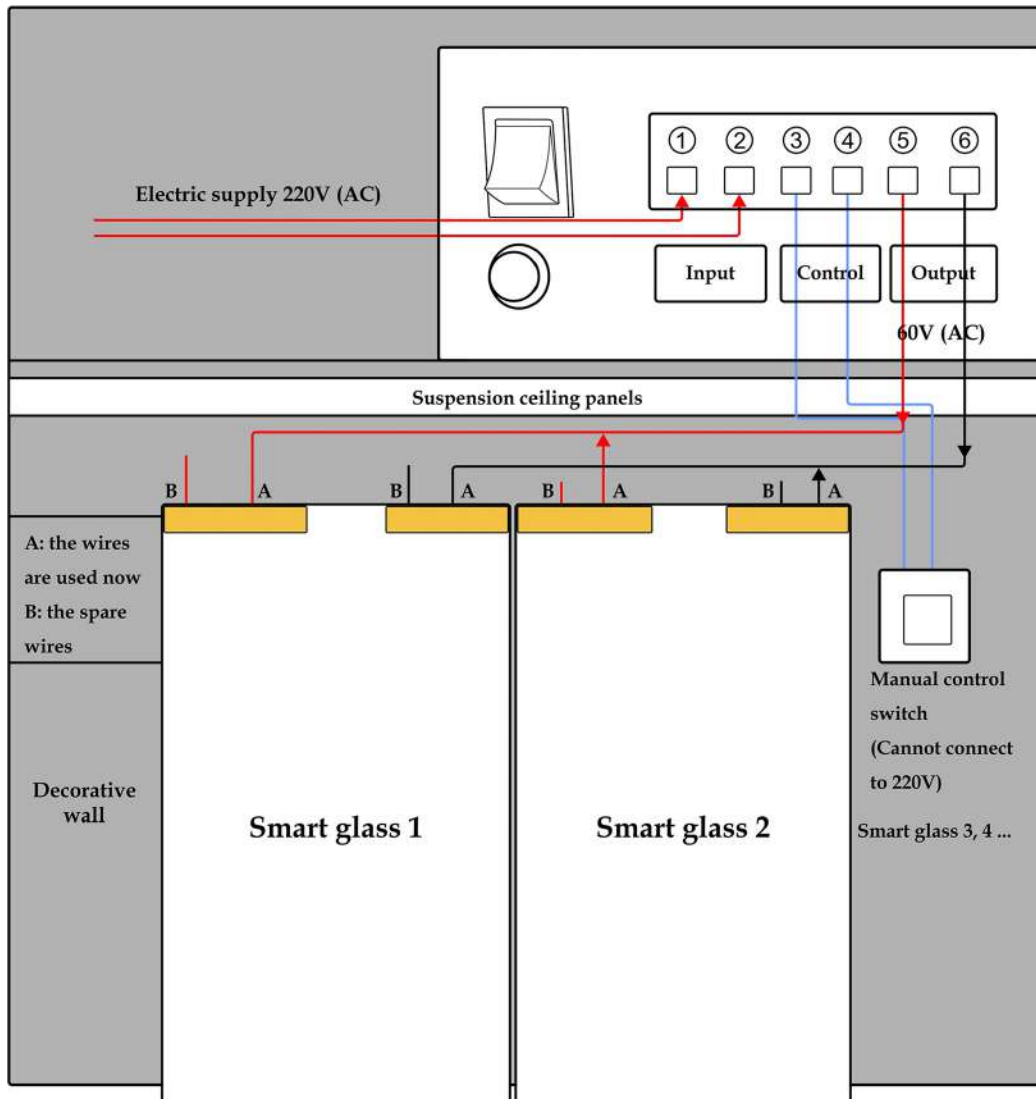 ① ② ③ ④ ⑤ ⑥
Electric supply 220V (AC)
Input
Control
Output
60V (AC)
Suspension ceiling panels
B A B A B A B A
A: the wires
are used now
B: the spare
wires
Decorative
wall
Smart glass 1
Smart glass 2
Manual control
switch
(Cannot connect
to 220V)
Smart glass 3, 4 ...